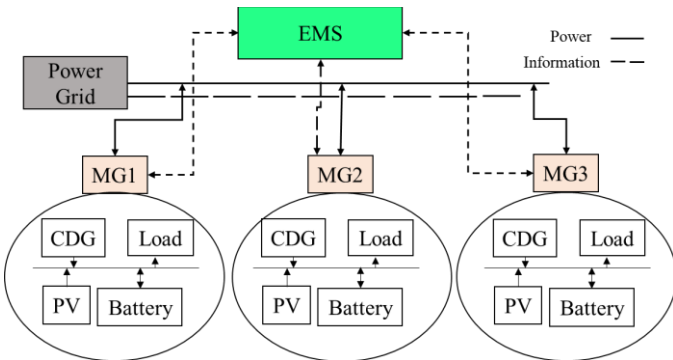 EMS
Power
Information
Power
Grid
MG1
MG2
MG3
CDG
Load
PV
Battery
CDG
Load
PV
Battery
CDG
Load
PV
Battery